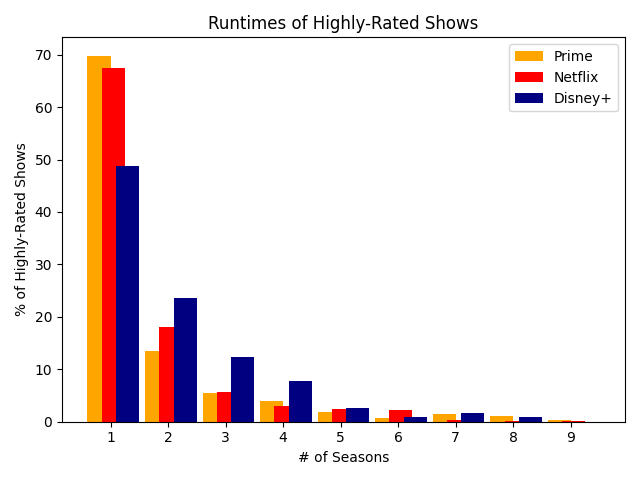 Runtimes of Highly-Rated Shows
Prime
Netflix
Disney+
% of Highly-Rated Shows
70
60
50
40
30
20
10
0
1 2 3 4 5 6 7 8 9
# of Seasons